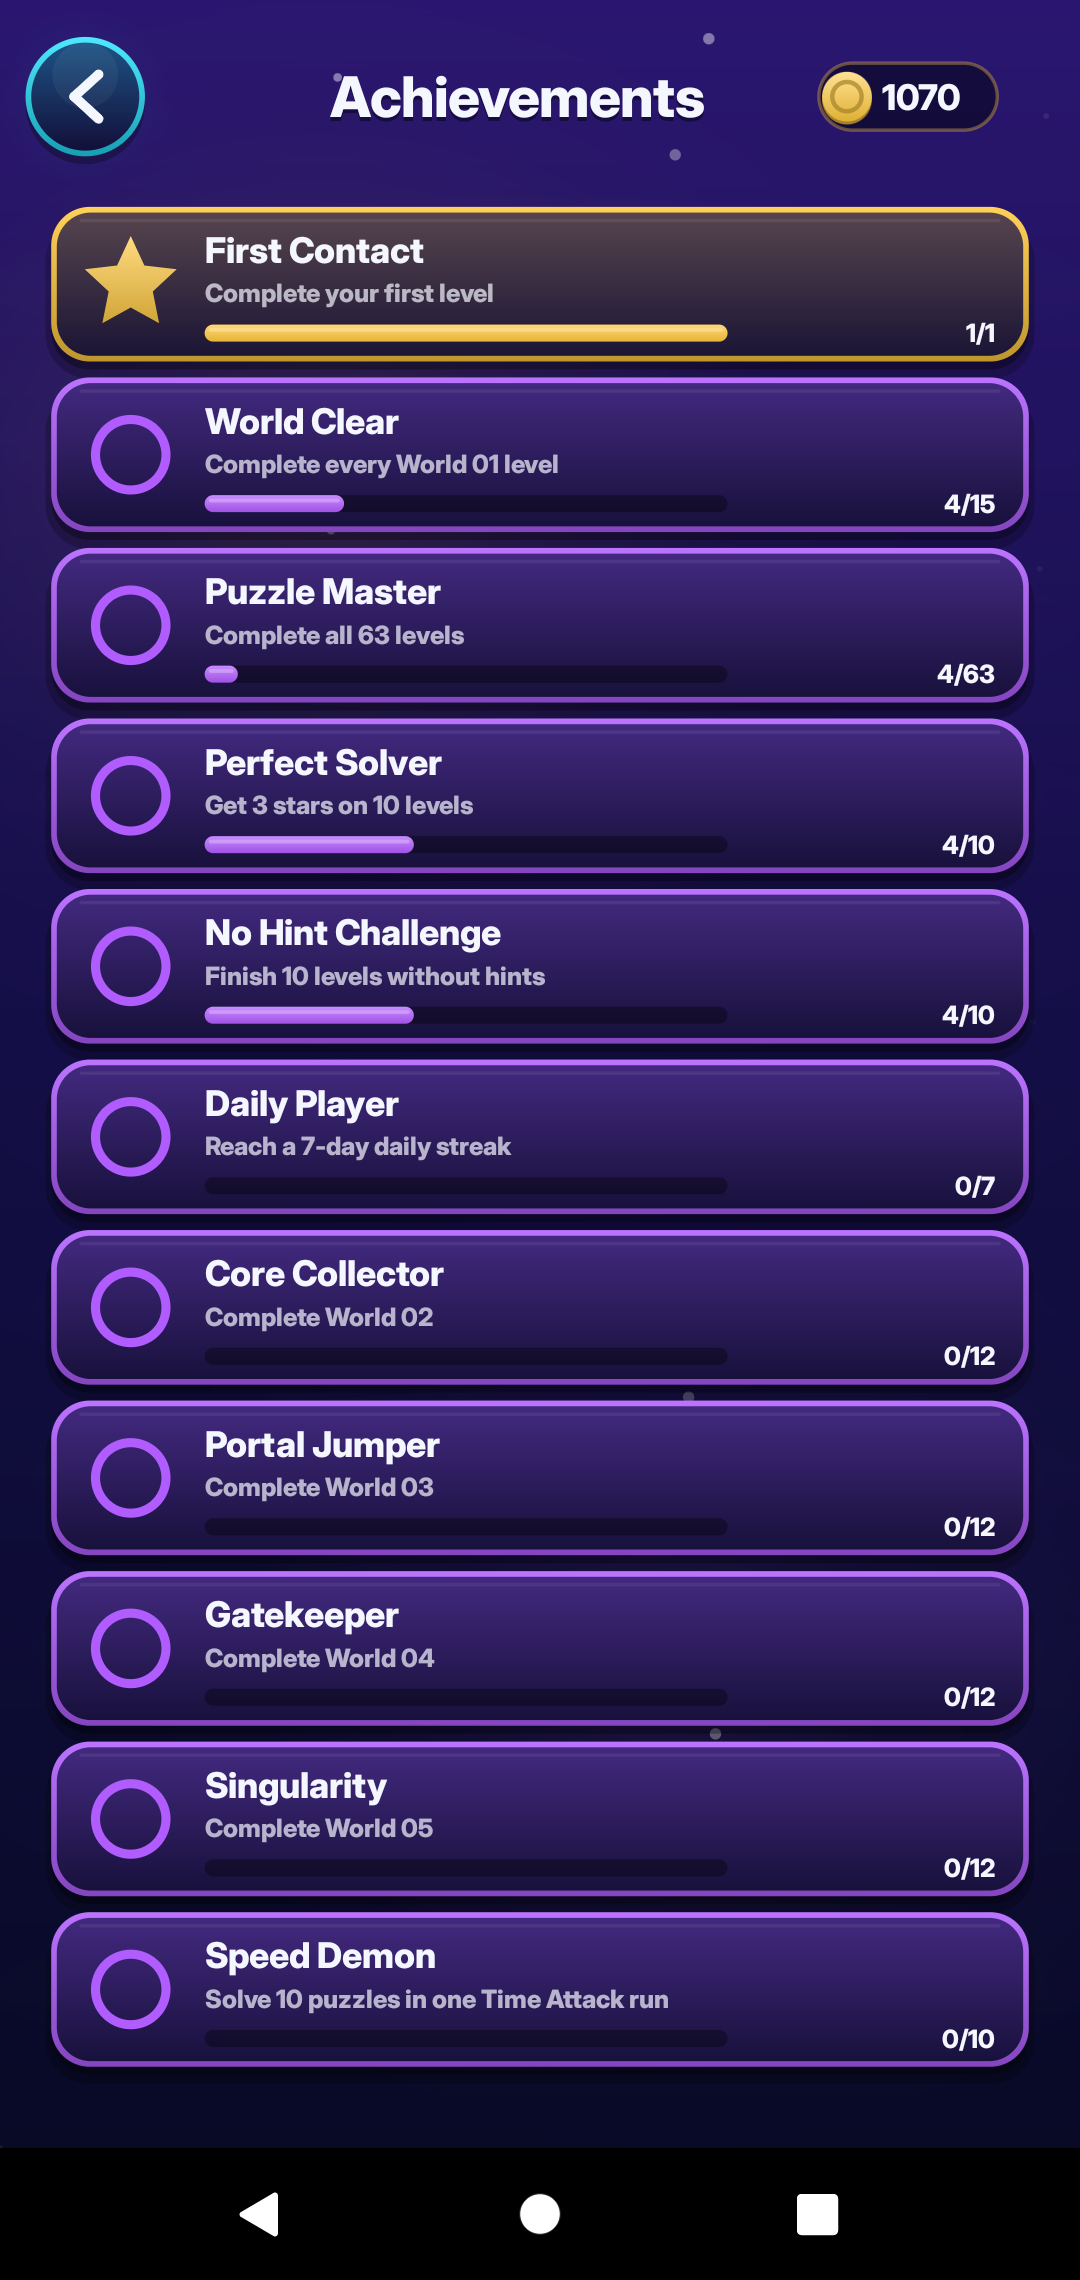 Achievements
1070
First Contact
Complete your first level
1/1
World Clear
Complete every World 01 level
4/15
Puzzle Master
Complete all 63 levels
4/63
Perfect Solver
Get 3 stars on 10 levels
4/10
No Hint Challenge
Finish 10 levels without hints
4/10
Daily Player
Reach a 7-day daily streak
0/7
Core Collector
Complete World 02
0/12
Portal Jumper
Complete World 03
0/12
Gatekeeper
Complete World 04
0/12
Singularity
Complete World 05
0/12
Speed Demon
Solve 10 puzzles in one Time Attack run
0/10